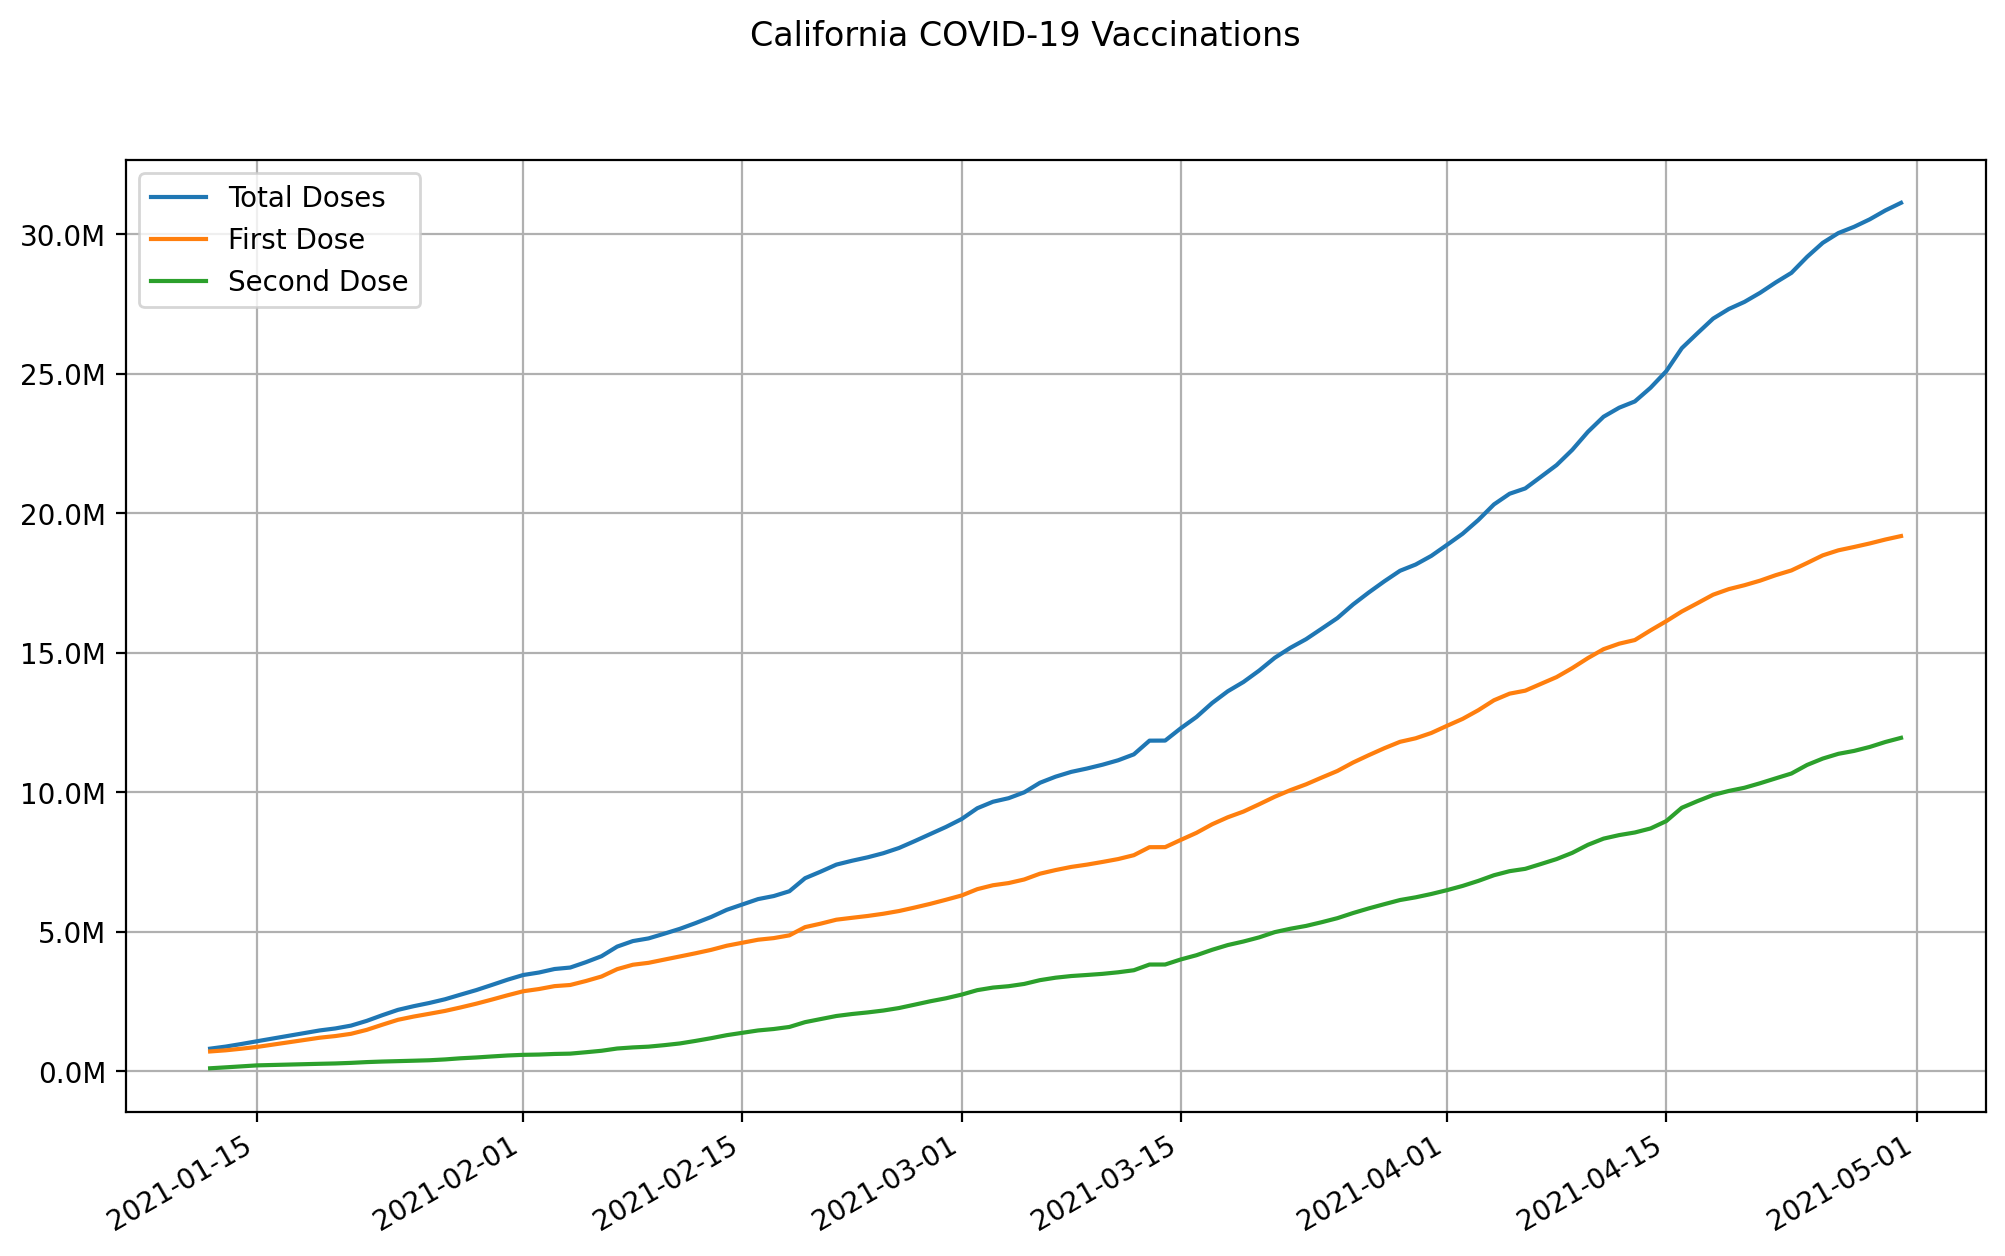 California COVID-19 Vaccinations
Total Doses
First Dose
Second Dose
30.0M
25.0M
20.0M
15.0M
10.0M
5.0M
0.0M
2021-01-15
2021-02-01
2021-02-15
2021-03-01
2021-03-15
2021-04-01
2021-04-15
2021-05-01